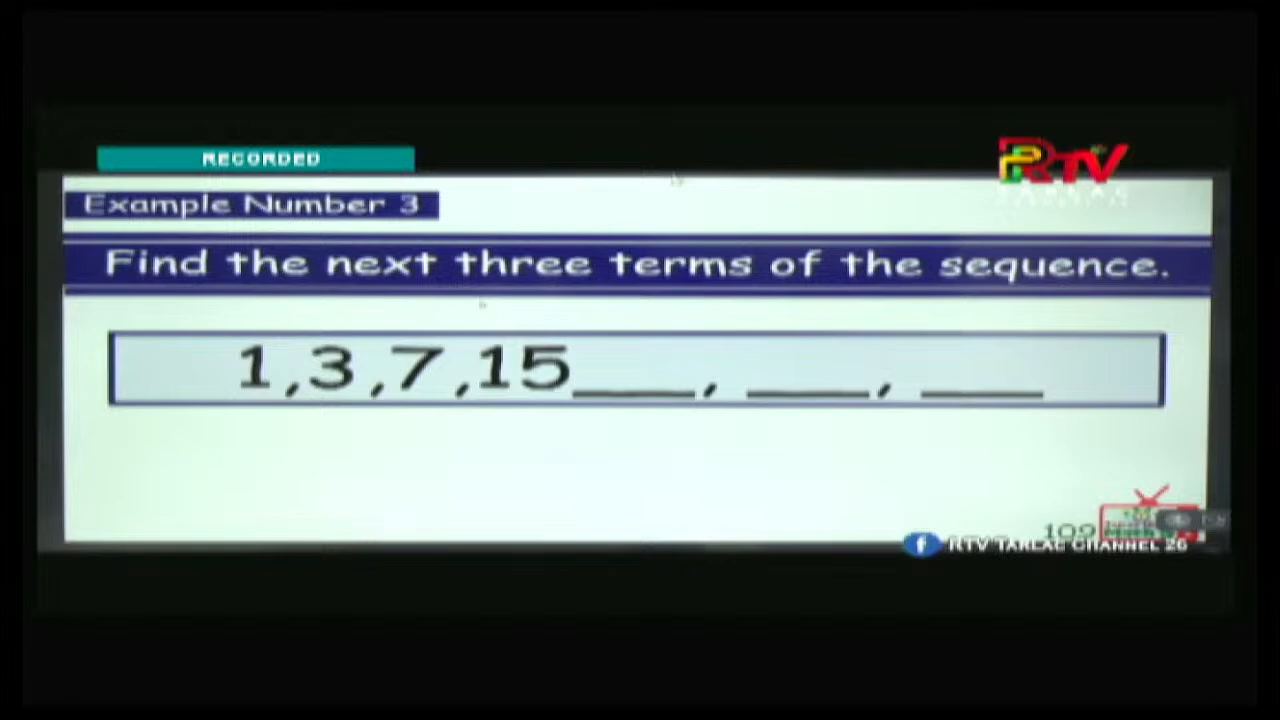 RECORDED
RTV
Example Number 3
Find the next three terms of the sequence.
1,3,7,15___, ___, ___
109
RTV TARLAC CHANNEL 26